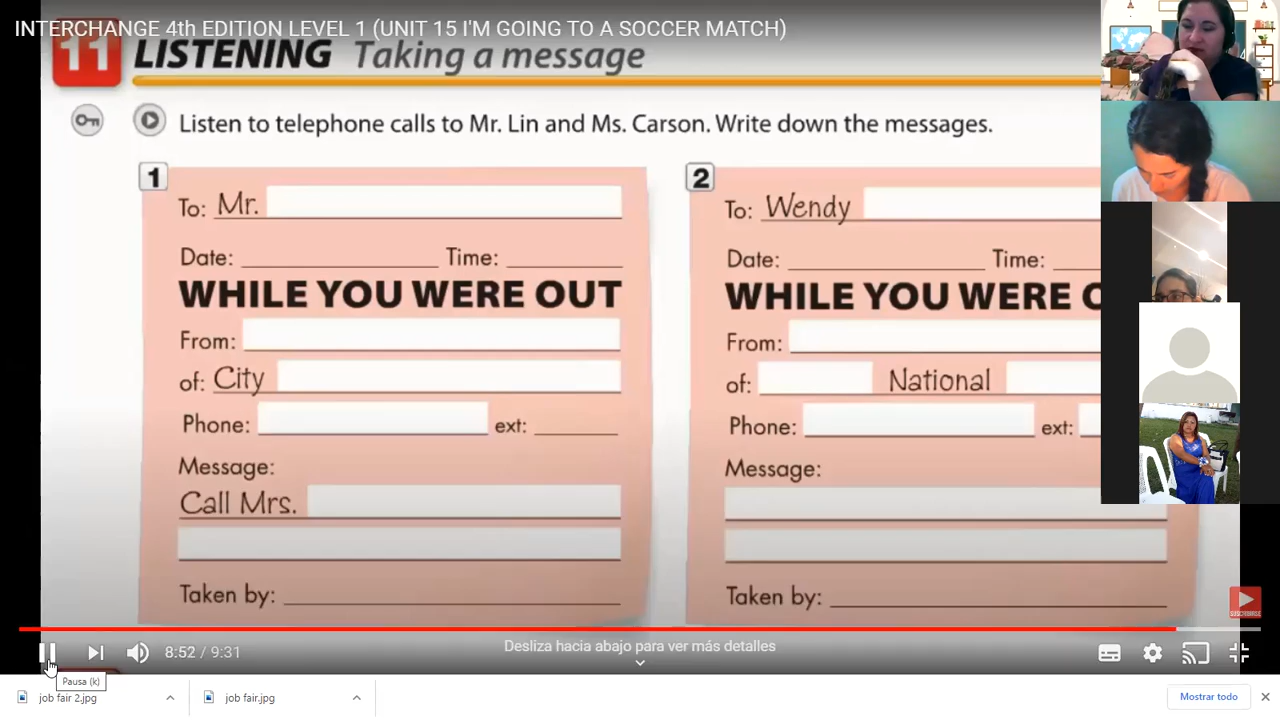 INTERCHANGE 4th EDITION LEVEL 1 (UNIT 15 I'M GOING TO A SOCCER MATCH)
11 LISTENING Taking a message
Listen to telephone calls to Mr. Lin and Ms. Carson. Write down the messages.
1
To: Mr.
Date: Time:
WHILE YOU WERE OUT
From:
of: City
Phone: ext:
Message:
Call Mrs.
Taken by:
2
To: Wendy
Date: Time:
WHILE YOU WERE O
From:
of: National
Phone: ext:
Message:
Taken by:
SUSCRIBIRSE
8:52 / 9:31
Desliza hacia abajo para ver más detalles
Pausa (k)
job fair 2.jpg
job fair.jpg
Mostrar todo